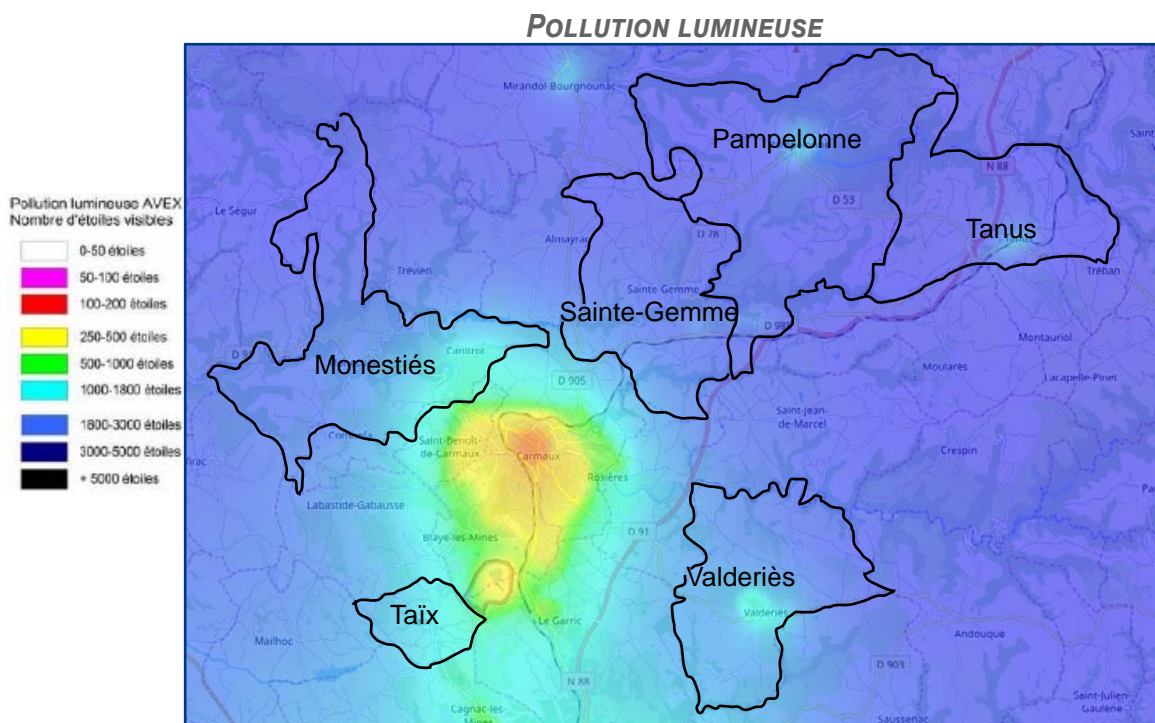 POLLUTION LUMINEUSE
Pollution lumineuse AVEX
Nombre d'étoiles visibles
0-50 étoiles
50-100 étoiles
100-200 étoiles
250-500 étoiles
500-1000 étoiles
1000-1800 étoiles
1800-3000 étoiles
3000-5000 étoiles
+ 5000 étoiles
Mirandol-Bourgnounac
Pampelonne
N 88
Le Ségur
D 53
Tanus
D 78
Almayrac
Trévien
Tréban
Sainte-Gemme
Sainte-Gemme
Montauriol
Canitrot
Monestiés
D 905
Moularès
Lacapelle-Pinet
Saint-Jean-
de-Marcel
Saint-Benoît-
de-Carmaux
Carmaux
Crespin
Rosières
Labastide-Gabausse
D 91
Blaye-les-Mines
Valderiès
Valderiès
Taïx
Le Garric
Mailhoc
Andouque
D 903
N 88
Saint-Julien-
Gaulène
Cagnac-les-
Mines
Saussenac